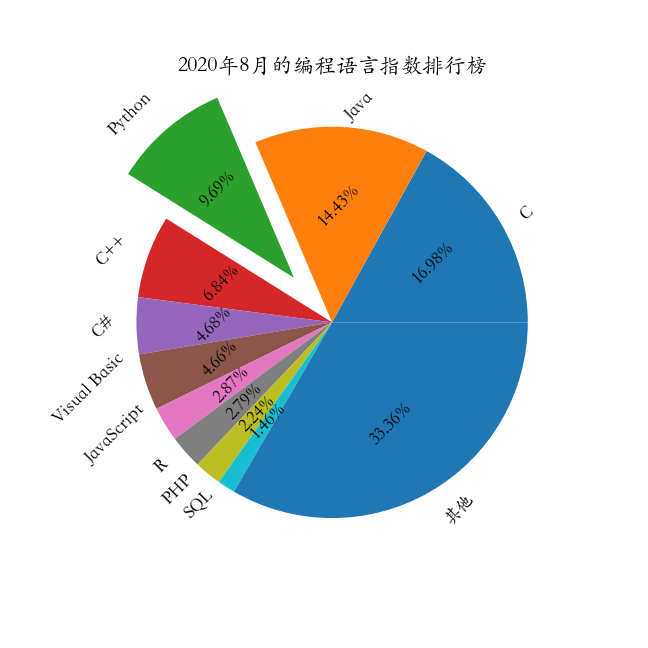 2020年8月的编程语言指数排行榜
Python
Java
C
9.69%
14.43%
16.98%
C++
6.84%
C#
4.68%
Visual Basic
4.66%
JavaScript
2.87%
R
2.79%
PHP
2.24%
SQL
1.46%
33.36%
其他